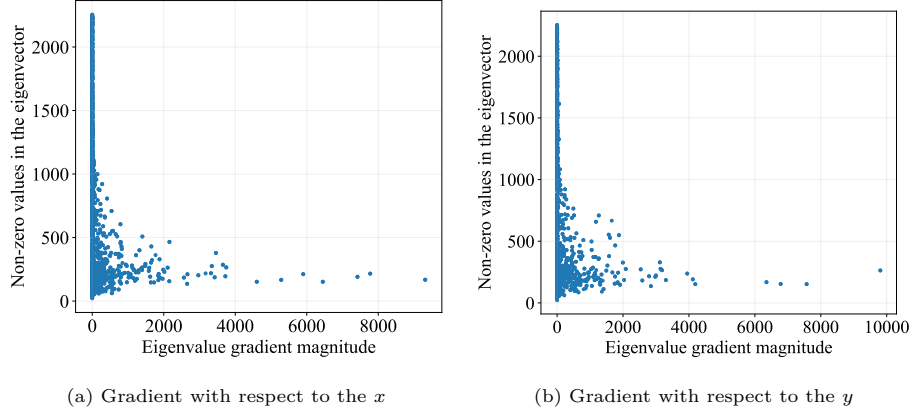 2000
1500
1000
500
0
Non-zero values in the eigenvector
0 2000 4000 6000 8000
Eigenvalue gradient magnitude
(a) Gradient with respect to the x
2000
1500
1000
500
0
Non-zero values in the eigenvector
0 2000 4000 6000 8000 10000
Eigenvalue gradient magnitude
(b) Gradient with respect to the y